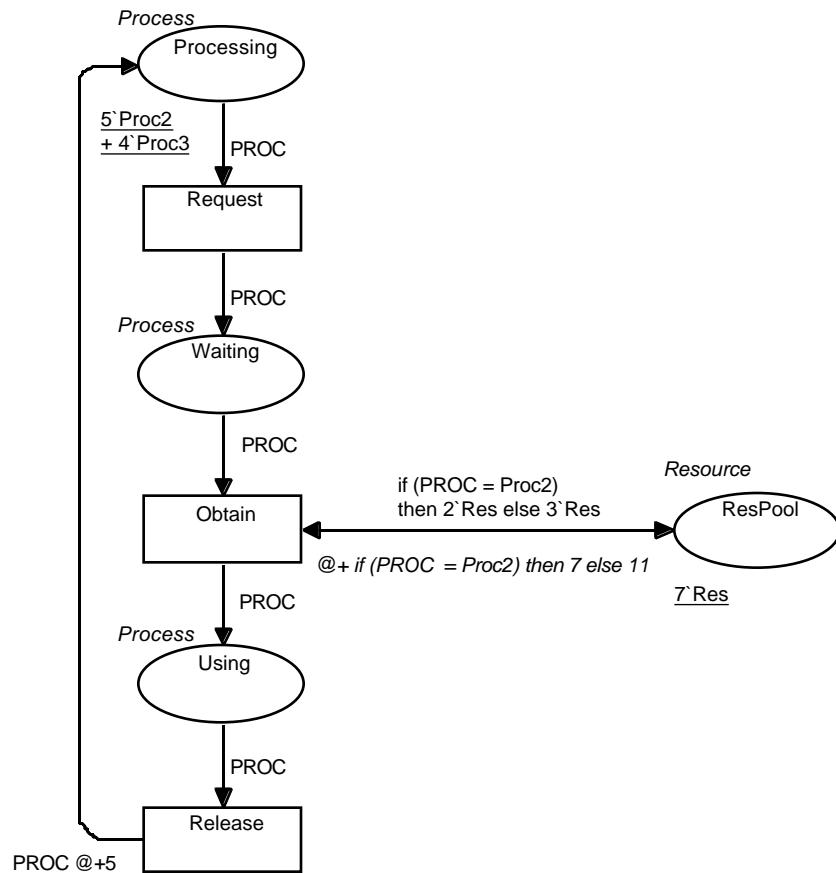 Process
Processing
5`Proc2
+ 4`Proc3
PROC
Request
PROC
Process
Waiting
PROC
if (PROC = Proc2)
then 2`Res else 3`Res
Resource
ResPool
Obtain
@+ if (PROC = Proc2) then 7 else 11
7`Res
PROC
Process
Using
PROC
Release
PROC @+5